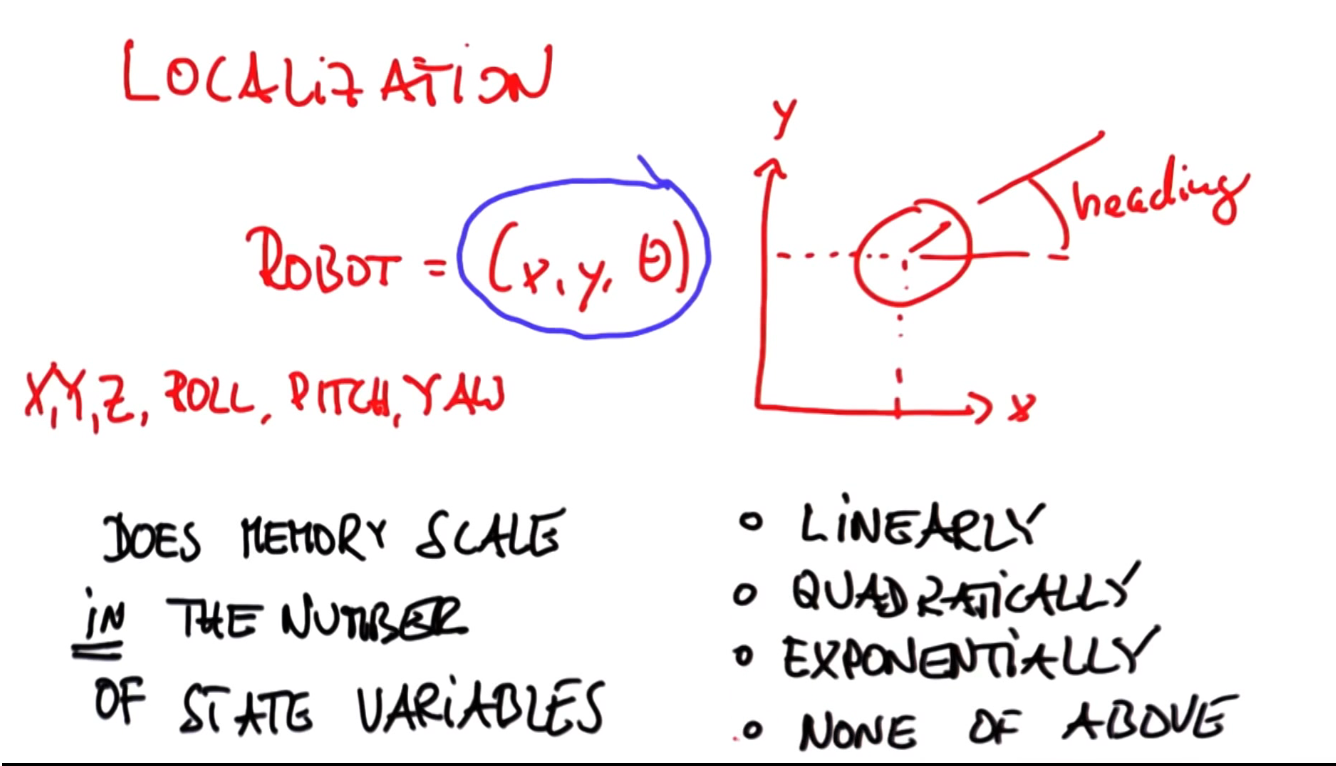 LOCALiZATiON
ROBOT = (x, y, θ)
X, Y, Z, ROLL, PITCH, YAW
y
heading
x
DOES MEMORY SCALE
iN THE NUMBER
OF STATE VARiABLES
○ LiNEARLY
○ QUADRATiCALLY
○ EXPONENTiALLY
○ NONE OF ABOVE